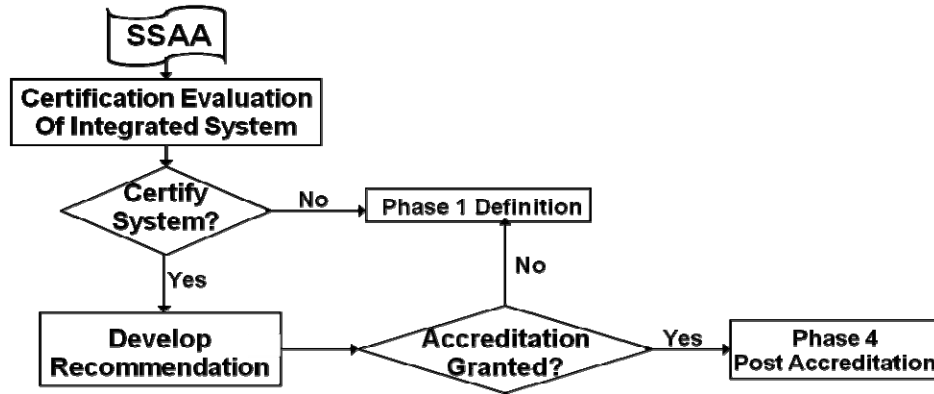 SSAA
Certification Evaluation
Of Integrated System
Certify
System?
No
Phase 1 Definition
Yes
No
Develop
Recommendation
Accreditation
Granted?
Yes
Phase 4
Post Accreditation